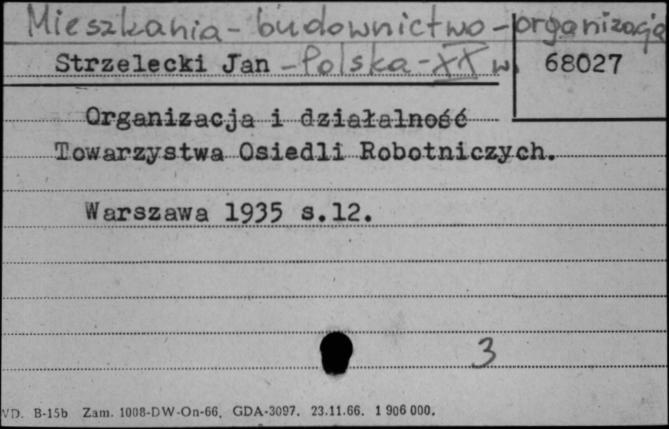 Mieszkania - budownictwo - organizacja
Strzelecki Jan - Polska - XX w. 68027
Organizacja i działalność
Towarzystwa Osiedli Robotniczych.
Warszawa 1935 s.12.
3
VD. B-15b Zam. 1008-DW-On-66. GDA-3097. 23.11.66. 1 906 000.